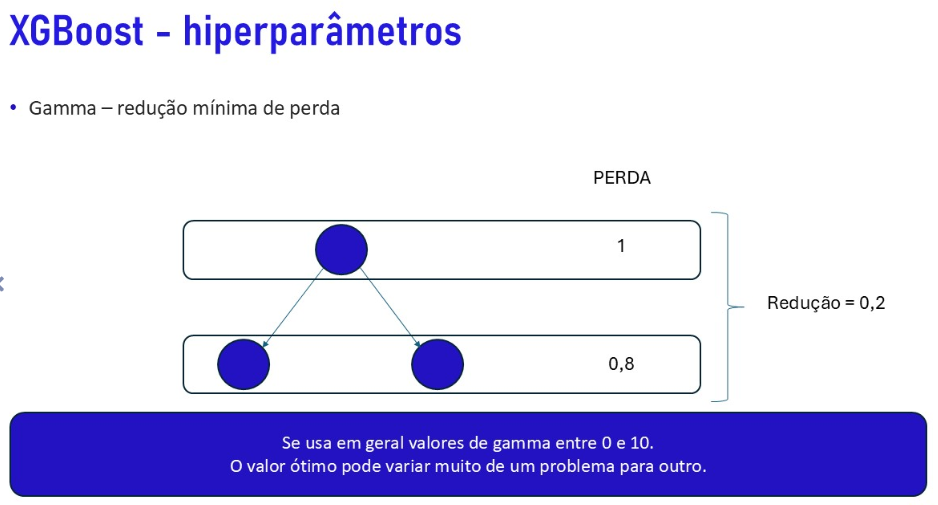 XGBoost - hiperparâmetros
• Gamma – redução mínima de perda
PERDA
1
Redução = 0,2
0,8
Se usa em geral valores de gamma entre 0 e 10.
O valor ótimo pode variar muito de um problema para outro.